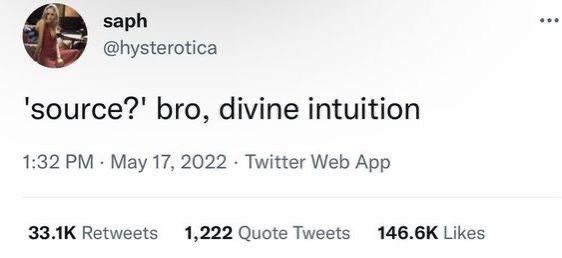 saph
@hysterotica
'source?' bro, divine intuition
1:32 PM · May 17, 2022 · Twitter Web App
33.1K Retweets 1,222 Quote Tweets 146.6K Likes